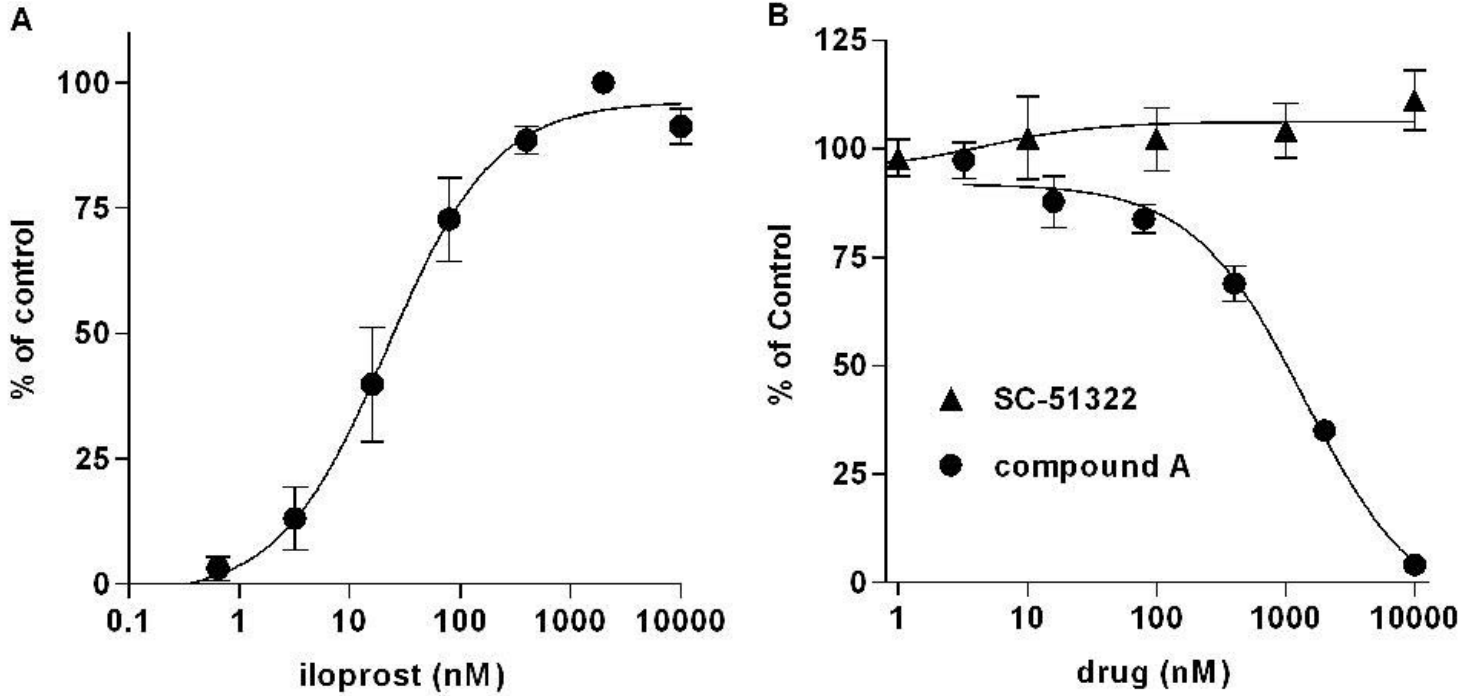 A
100
75
50
25
0
0.1 1 10 100 1000 10000
% of control
iloprost (nM)
B
125
100
75
50
25
0
1 10 100 1000 10000
% of Control
SC-51322
compound A
drug (nM)